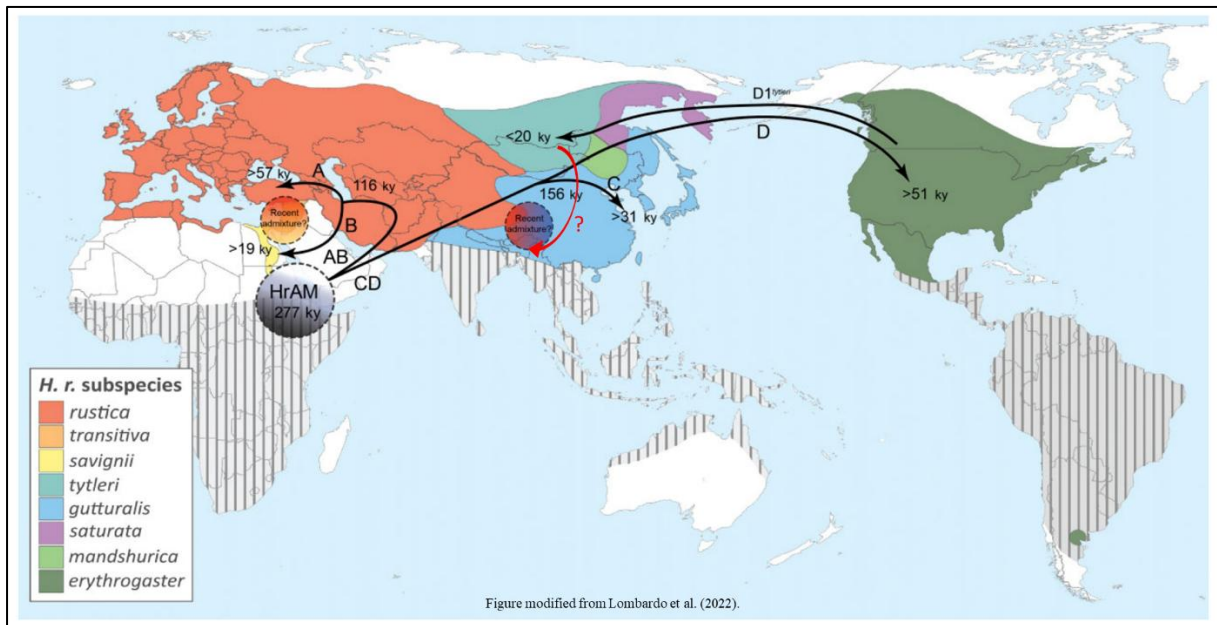 D1tytleri
D
<20 ky
>57 ky
A
116 ky
C
156 ky
>51 ky
Recent
admixture?
Recent
admixture?
>31 ky
?
B
>19 ky
AB
CD
HrAM
277 ky
H. r. subspecies
rustica
transitiva
savignii
tytleri
gutturalis
saturata
mandshurica
erythrogaster
Figure modified from Lombardo et al. (2022).